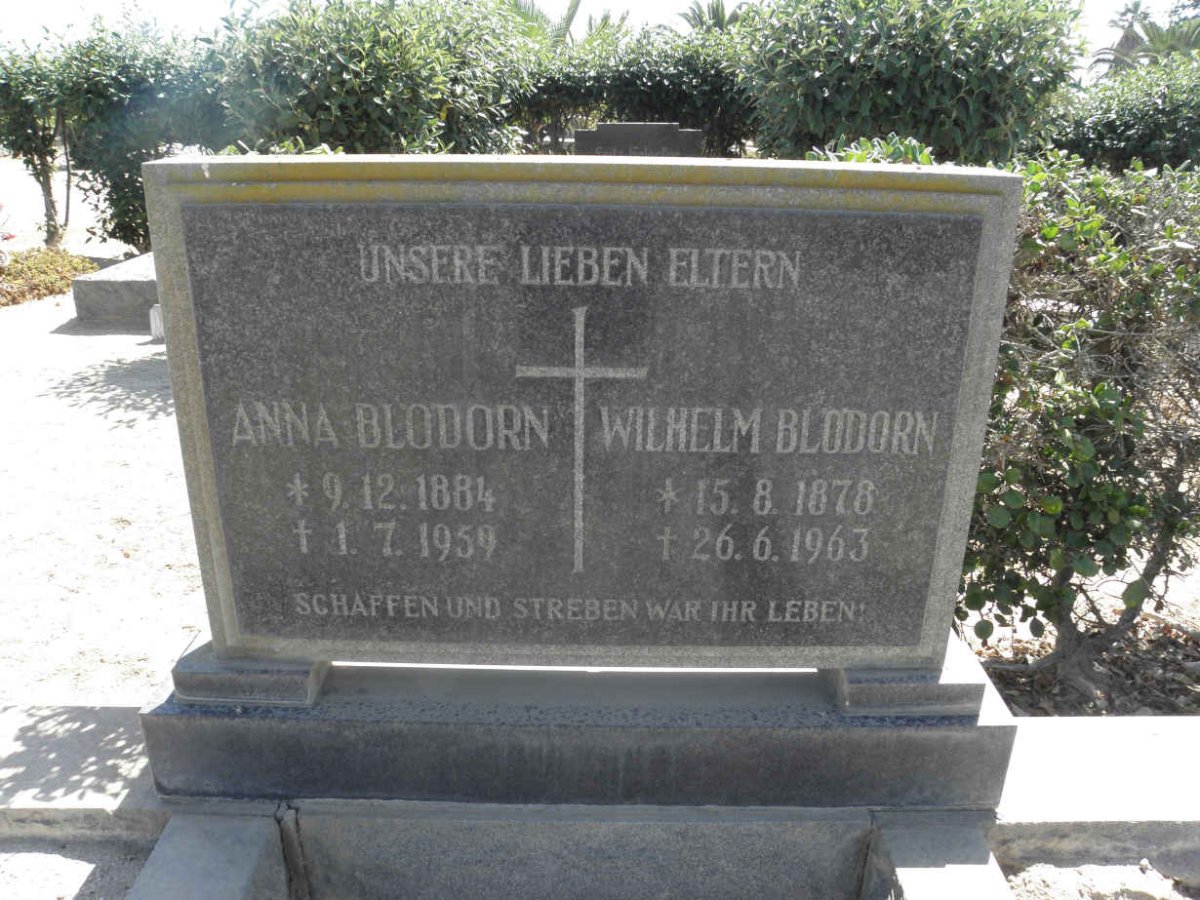 UNSERE LIEBEN ELTERN
ANNA BLODORN
* 9. 12. 1884
† 1. 7. 1959
WILHELM BLODORN
* 15. 8. 1878
† 26. 6. 1963
SCHAFFEN UND STREBEN WAR IHR LEBEN!